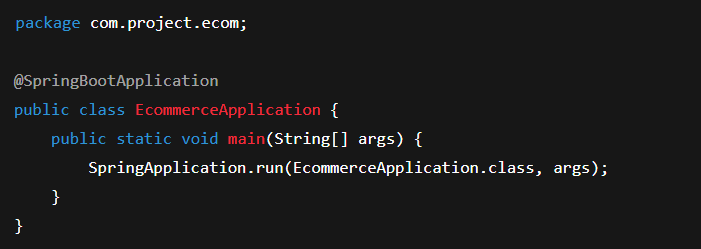 package com.project.ecom;
@SpringBootApplication
public class EcommerceApplication {
public static void main(String[] args) {
SpringApplication.run(EcommerceApplication.class, args);
}
}